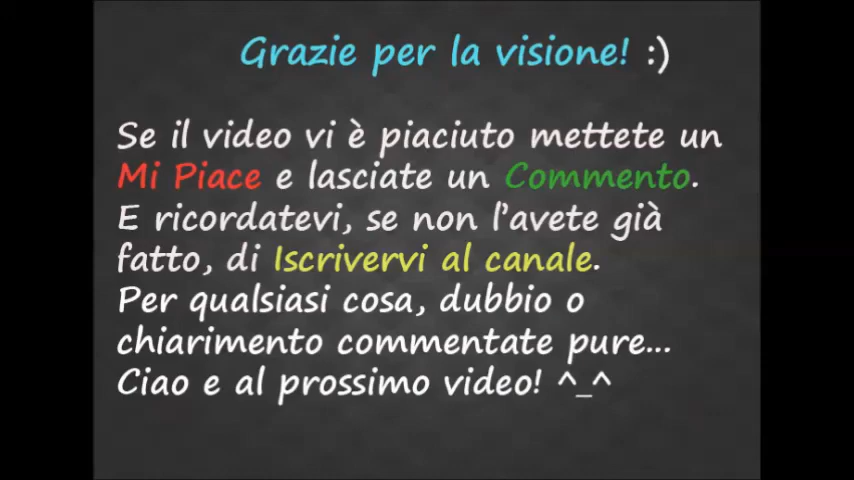 Grazie per la visione! :)
Se il video vi è piaciuto mettete un
Mi Piace e lasciate un Commento.
E ricordatevi, se non l'avete già
fatto, di Iscrivervi al canale.
Per qualsiasi cosa, dubbio o
chiarimento commentate pure...
Ciao e al prossimo video! ^_^